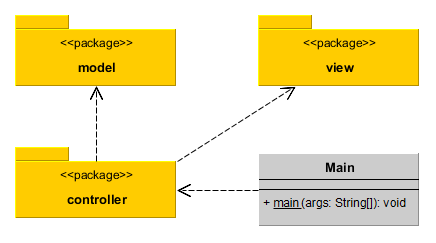 <<package>>
model
<<package>>
view
<<package>>
controller
Main
+ main(args: String[]): void